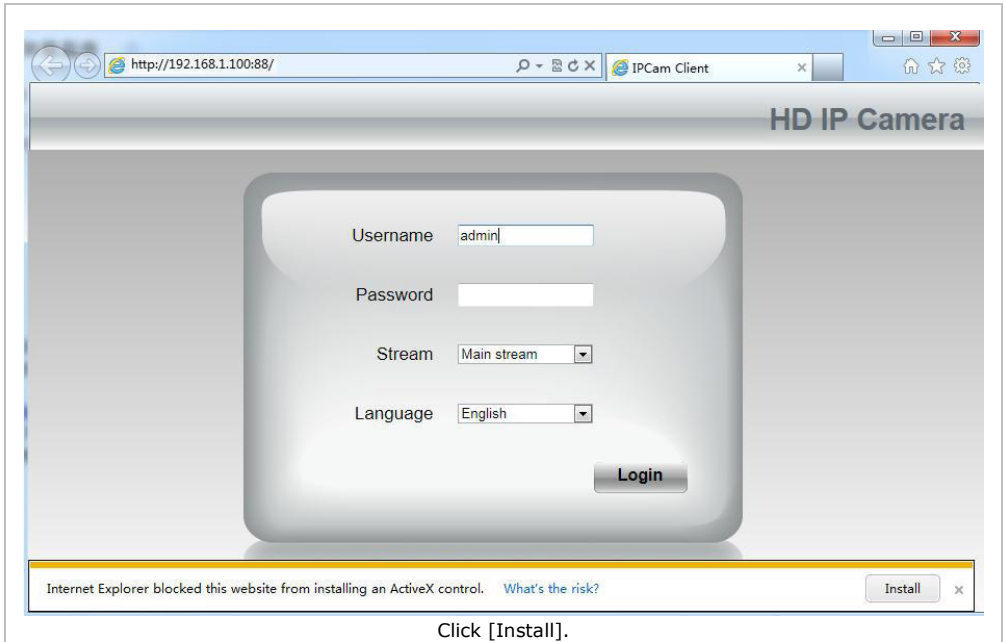 http://192.168.1.100:88/
IPCam Client
HD IP Camera
Username admin
Password
Stream Main stream
Language English
Login
Internet Explorer blocked this website from installing an ActiveX control. What's the risk? Install
Click [Install].